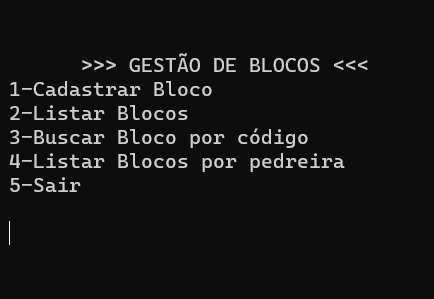 >>> GESTÃO DE BLOCOS <<<
1-Cadastrar Bloco
2-Listar Blocos
3-Buscar Bloco por código
4-Listar Blocos por pedreira
5-Sair